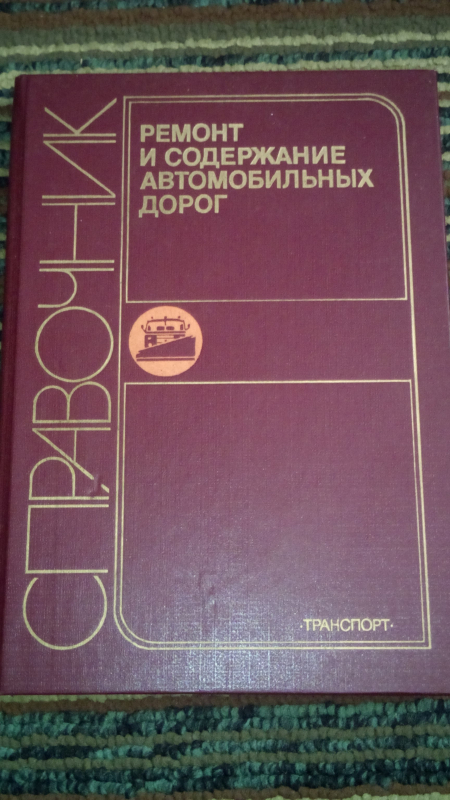 СПРАВОЧНИК
РЕМОНТ
И СОДЕРЖАНИЕ
АВТОМОБИЛЬНЫХ
ДОРОГ
·ТРАНСПОРТ·